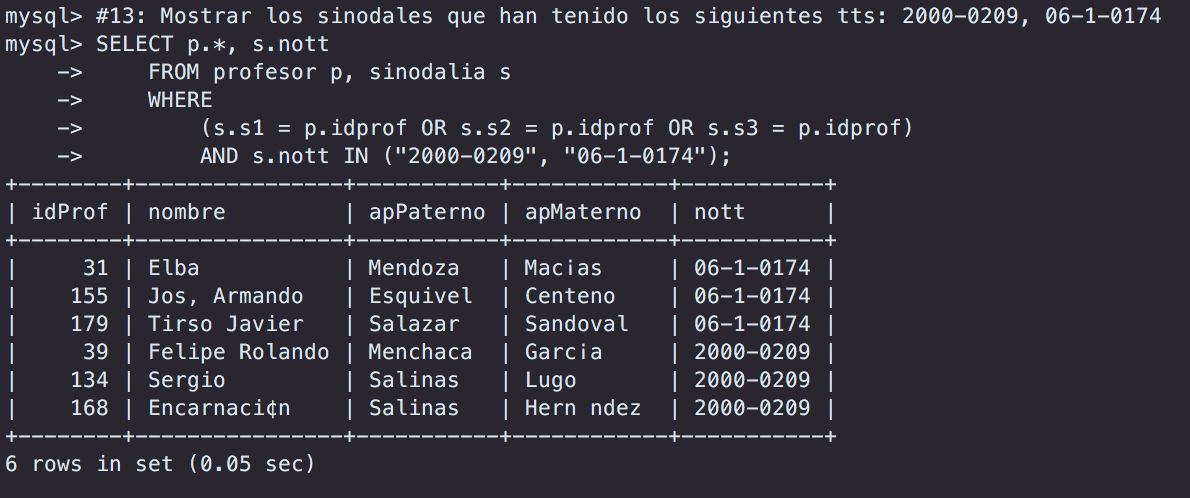 mysql> #13: Mostrar los sinodales que han tenido los siguientes tts: 2000-0209, 06-1-0174
mysql> SELECT p.*, s.nott
    ->     FROM profesor p, sinodalia s
    ->     WHERE
    ->         (s.s1 = p.idprof OR s.s2 = p.idprof OR s.s3 = p.idprof)
    ->         AND s.nott IN ("2000-0209", "06-1-0174");
+--------+----------------+-----------+------------+-----------+
| idProf | nombre         | apPaterno | apMaterno  | nott      |
+--------+----------------+-----------+------------+-----------+
|     31 | Elba           | Mendoza   | Mac¡as     | 06-1-0174 |
|    155 | Jos‚ Armando   | Esquivel  | Centeno    | 06-1-0174 |
|    179 | Tirso Javier   | Salazar   | Sandoval   | 06-1-0174 |
|     39 | Felipe Rolando | Menchaca  | Garc¡a     | 2000-0209 |
|    134 | Sergio         | Salinas   | Lugo       | 2000-0209 |
|    168 | Encarnaci¢n    | Salinas   | Hern ndez  | 2000-0209 |
+--------+----------------+-----------+------------+-----------+
6 rows in set (0.05 sec)